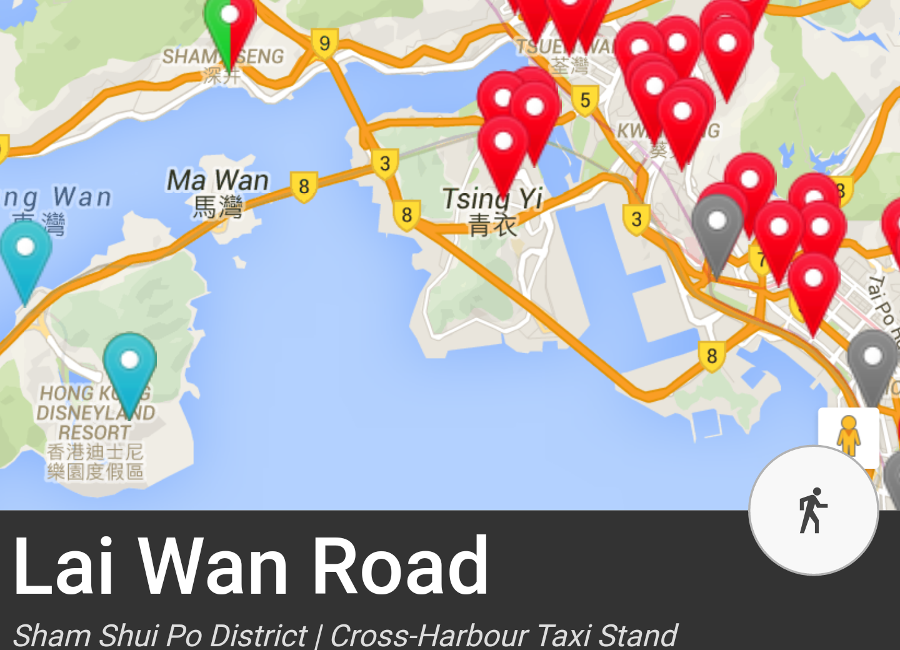 SHAM TSENG
深井
9
TSUEN WAN
荃灣
5
3
8
Ma Wan
馬灣
8
8
Tsing Yi
青衣
3
8
ng Wan
東灣
7
Tai Po R
8
HONG KONG
DISNEYLAND
RESORT
香港迪士尼
樂園度假區
Lai Wan Road
Sham Shui Po District | Cross-Harbour Taxi Stand